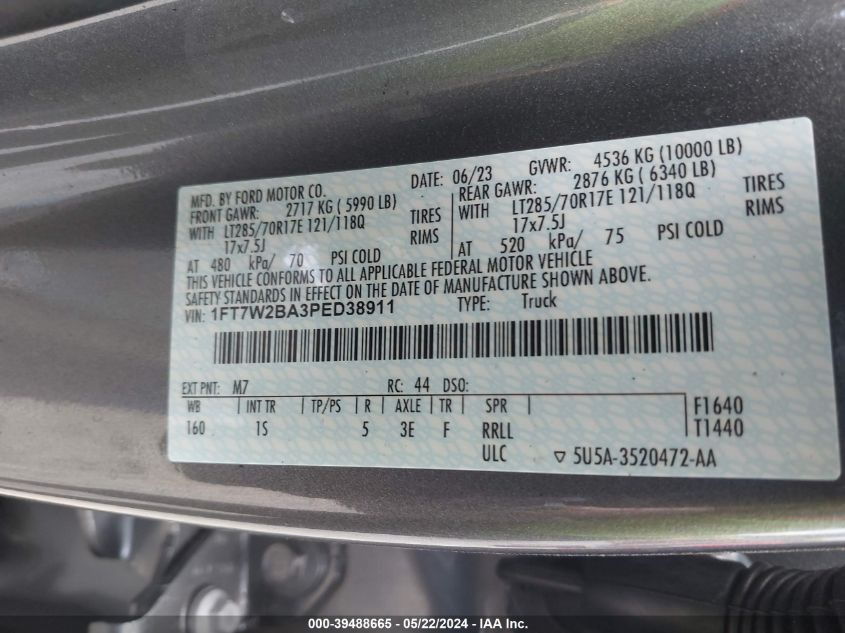 MFD. BY FORD MOTOR CO. DATE: 06/23 GVWR: 4536 KG (10000 LB)
FRONT GAWR: 2717 KG ( 5990 LB) REAR GAWR: 2876 KG ( 6340 LB)
WITH LT285/70R17E 121/118Q TIRES WITH LT285/70R17E 121/118Q TIRES
17x7.5J RIMS 17x7.5J RIMS
AT 480 kPa/ 70 PSI COLD AT 520 kPa/ 75 PSI COLD
THIS VEHICLE CONFORMS TO ALL APPLICABLE FEDERAL MOTOR VEHICLE
SAFETY STANDARDS IN EFFECT ON THE DATE OF MANUFACTURE SHOWN ABOVE.
VIN: 1FT7W2BA3PED38911 TYPE: Truck
EXT PNT: M7 RC: 44 DSO:
WB INT TR TP/PS R AXLE TR SPR F1640
160 1S 5 3E F RRLL T1440
ULC ▽ 5U5A-3520472-AA
000-39488665 - 05/22/2024 - IAA Inc.